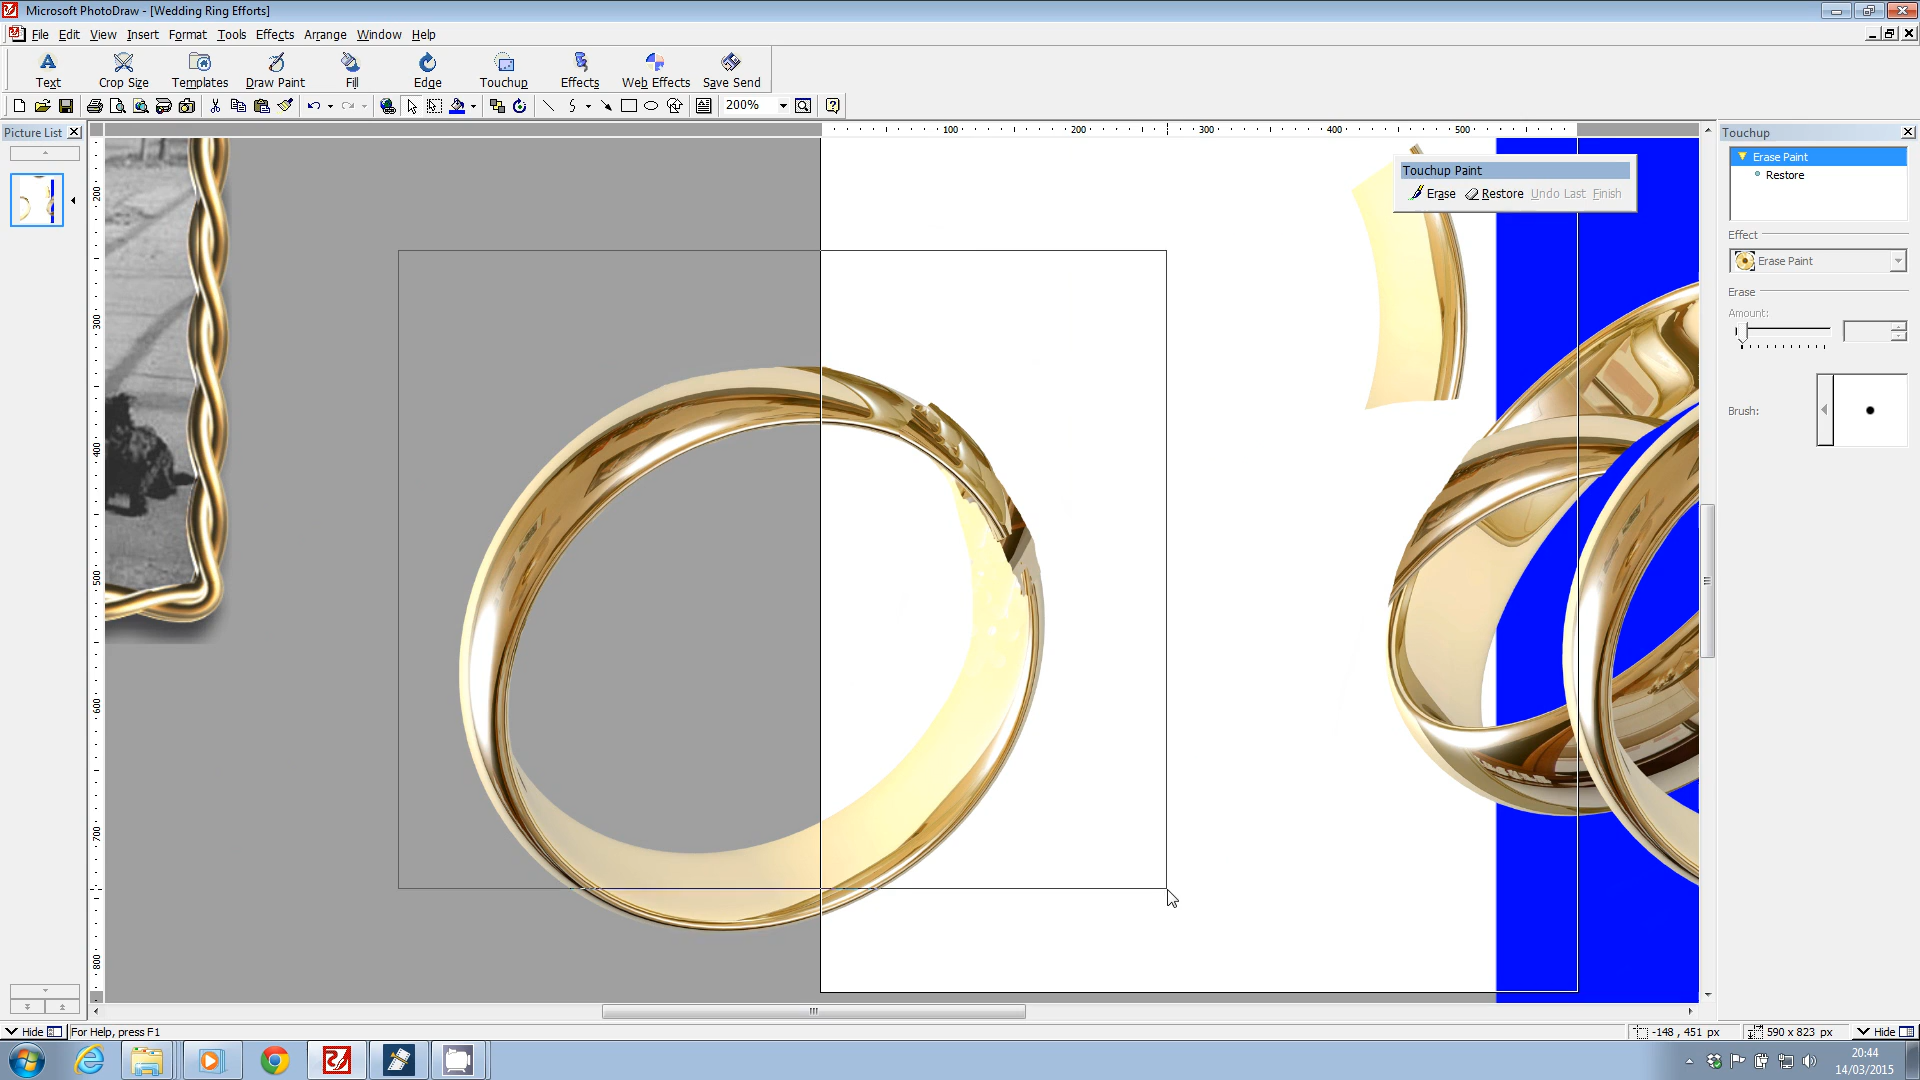 Microsoft PhotoDraw - [Wedding Ring Efforts]
File Edit View Insert Format Tools Effects Arrange Window Help
Text Crop Size Templates Draw Paint Fill Edge Touchup Effects Web Effects Save Send
200%
Picture List
100 200 300 400 500
Touchup
Erase Paint
Restore
Touchup Paint
Erase Restore Undo Last Finish
Effect
Erase Paint
Erase
Amount:
Brush:
200
300
400
500
600
700
800
Hide For Help, press F1
-148 , 451 px 590 x 823 px Hide
20:44
14/03/2015